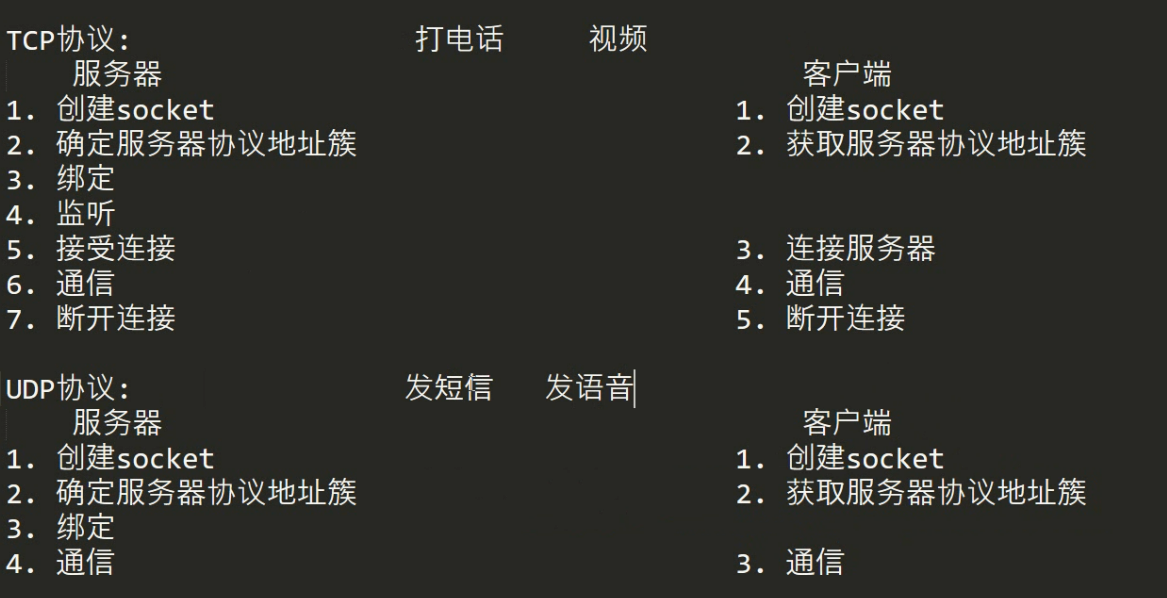 TCP协议: 打电话 视频
服务器 客户端
1. 创建socket 1. 创建socket
2. 确定服务器协议地址簇 2. 获取服务器协议地址簇
3. 绑定
4. 监听
5. 接受连接 3. 连接服务器
6. 通信 4. 通信
7. 断开连接 5. 断开连接
UDP协议: 发短信 发语音
服务器 客户端
1. 创建socket 1. 创建socket
2. 确定服务器协议地址簇 2. 获取服务器协议地址簇
3. 绑定
4. 通信 3. 通信